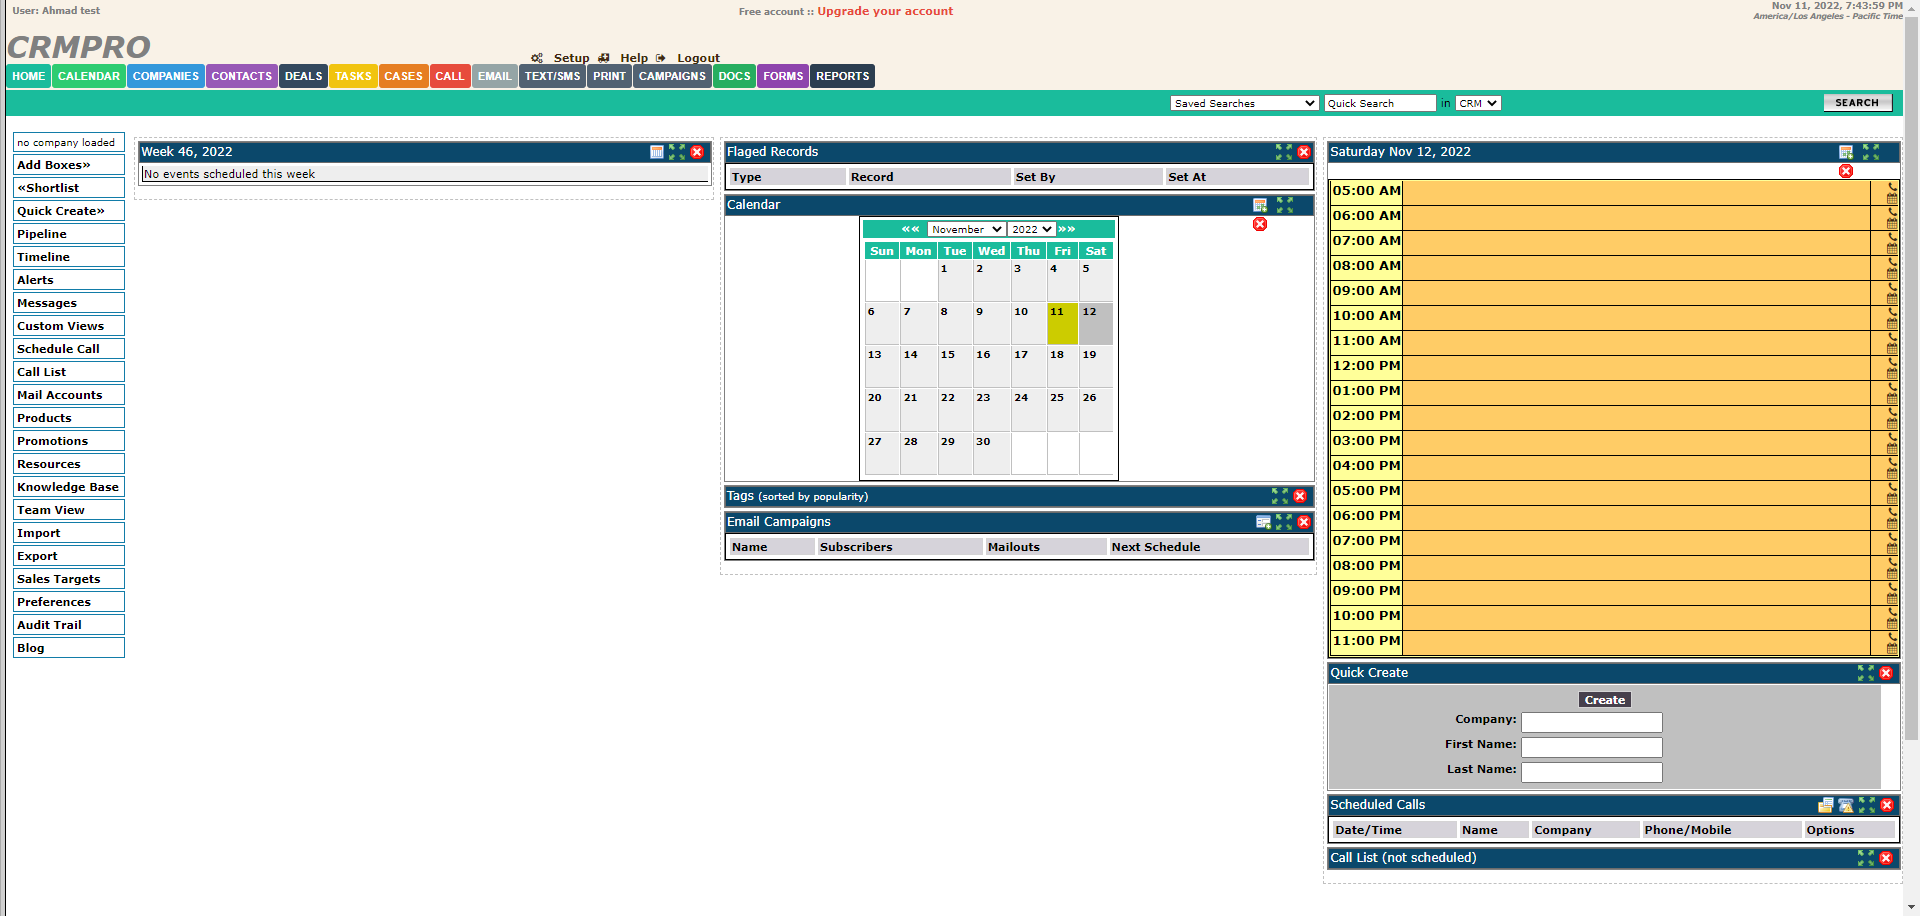 User: Ahmad test
Free account :: Upgrade your account
Nov 11, 2022, 7:43:59 PM
America/Los Angeles - Pacific Time
CRMPRO
Setup Help Logout
HOME CALENDAR COMPANIES CONTACTS DEALS TASKS CASES CALL EMAIL TEXT/SMS PRINT CAMPAIGNS DOCS FORMS REPORTS
Saved Searches Quick Search in CRM SEARCH
no company loaded
Add Boxes»
«Shortlist
Quick Create»
Pipeline
Timeline
Alerts
Messages
Custom Views
Schedule Call
Call List
Mail Accounts
Products
Promotions
Resources
Knowledge Base
Team View
Import
Export
Sales Targets
Preferences
Audit Trail
Blog
Week 46, 2022
No events scheduled this week
Flaged Records
Type Record Set By Set At
Calendar
«« November 2022 »»
Sun Mon Tue Wed Thu Fri Sat
1 2 3 4 5
6 7 8 9 10 11 12
13 14 15 16 17 18 19
20 21 22 23 24 25 26
27 28 29 30
Tags (sorted by popularity)
Email Campaigns
Name Subscribers Mailouts Next Schedule
Saturday Nov 12, 2022
05:00 AM
06:00 AM
07:00 AM
08:00 AM
09:00 AM
10:00 AM
11:00 AM
12:00 PM
01:00 PM
02:00 PM
03:00 PM
04:00 PM
05:00 PM
06:00 PM
07:00 PM
08:00 PM
09:00 PM
10:00 PM
11:00 PM
Quick Create
Create
Company:
First Name:
Last Name:
Scheduled Calls
Date/Time Name Company Phone/Mobile Options
Call List (not scheduled)